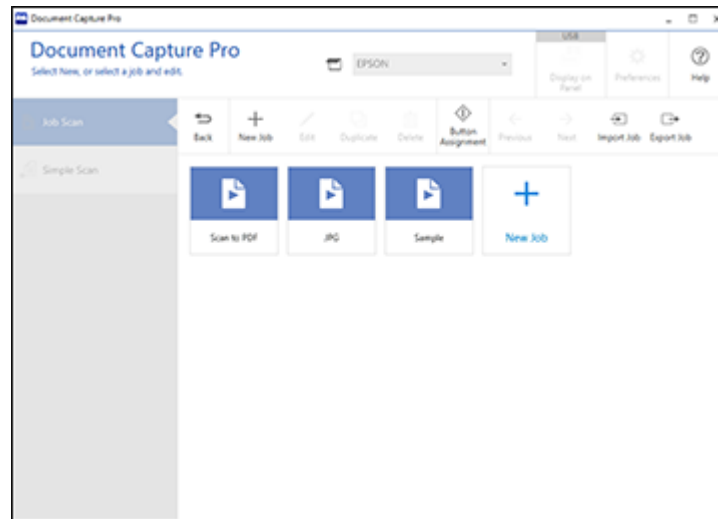 Document Capture Pro
Document Capture Pro
Select New, or select a job and edit.
EPSON
USB
Display on
Panel
Preferences
Help
Job Scan
Simple Scan
Back
New Job
Edit
Duplicate
Delete
Button
Assignment
Previous
Next
Import Job
Export Job
Scan to PDF
JPG
Sample
New Job